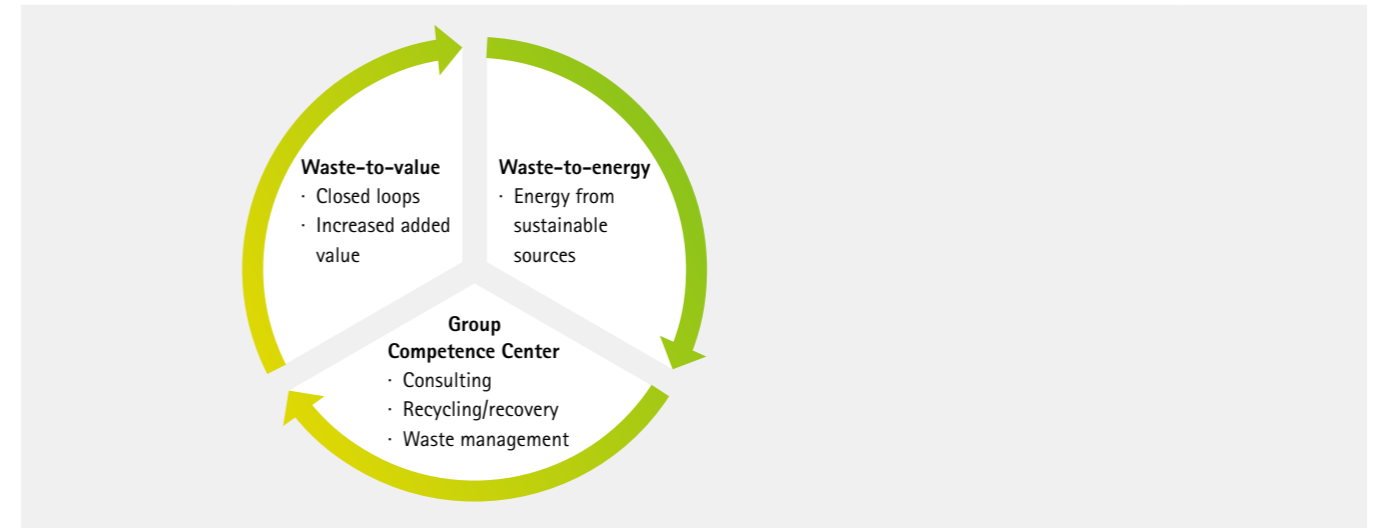 Waste-to-value
· Closed loops
· Increased added
value
Waste-to-energy
· Energy from
sustainable
sources
Group
Competence Center
· Consulting
· Recycling/recovery
· Waste management